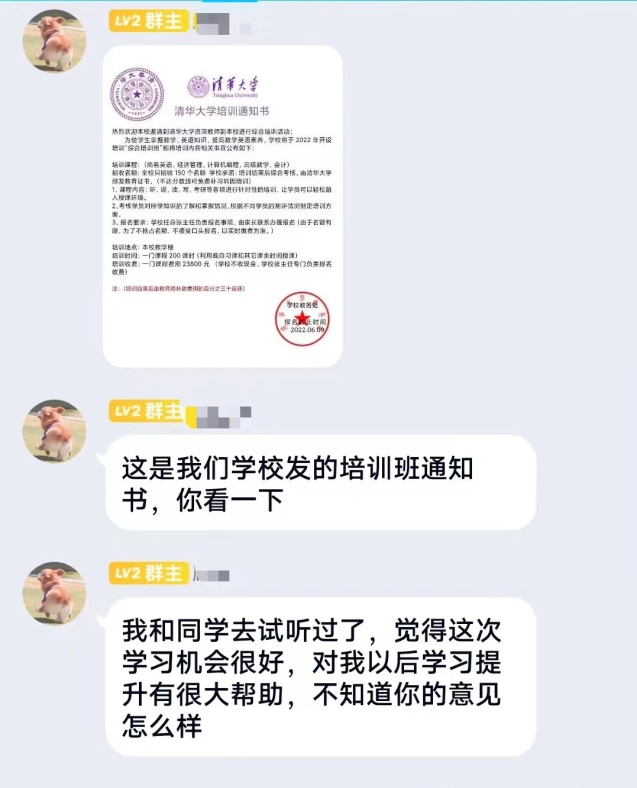 LV2 群主
清华大学
Tsinghua University
清华大学培训通知书
热烈欢迎本校邀请到清华大学资深教师到本校进行综合培训活动：
为使学生掌握数学、英语知识，提高数学英语素养。学校将于 2022 年开设
培训“综合培训班”现将培训内容相关事宜公布如下：
培训课程：（商务英语、经济管理、计算机编程、高级数学、会计）
招收名额：全校只招收 150 个名额 学校承诺：培训结束后综合考核，由清华大学
颁发教育证书，（不达分数线可免费补习巩固培训）
1、课程内容：听、说、读、写、考研等各项进行针对性的培训，让学员可以轻松融
入授课环境。
2、考核学员对所学知识的了解和掌握情况，根据不同学员的测评情况制定培训方
案。
3、报名要求：学校任命张主任负责报名事项，由家长联系办理报名（由于名额有
限，为了不抢占名额，不接受口头报名，以实时缴费为准。）
培训地点：本校教学楼
培训时间：一门课程 200 课时（利用晚自习课和其它课余时间授课）
培训收费：一门课程费用 23800 元（学校不收现金，学校张主任专门负责报名
收费）
注：（培训结束后由教育局补助费用的百分之三十返还）
学校教务处
报名截止时间
2022.06.09
LV2 群主
这是我们学校发的培训班通知
书，你看一下
LV2 群主
我和同学去试听过了，觉得这次
学习机会很好，对我以后学习提
升有很大帮助，不知道你的意见
怎么样